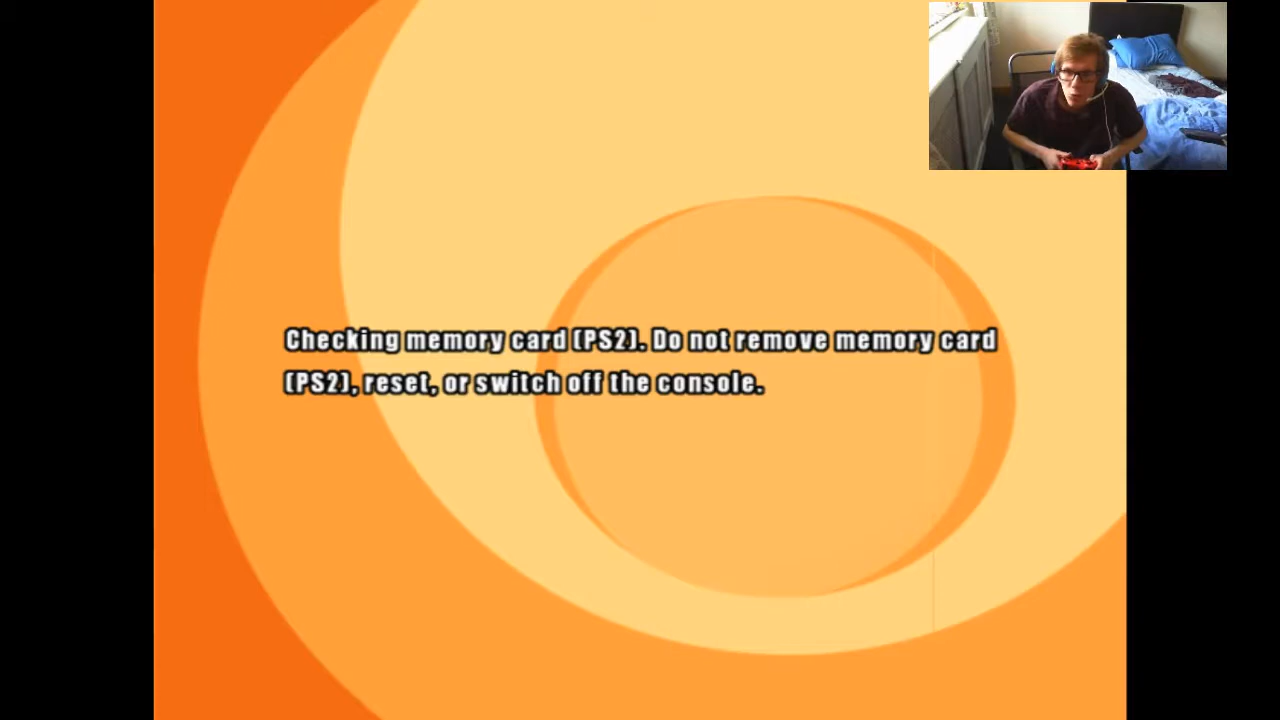 Checking memory card (PS2). Do not remove memory card
(PS2), reset, or switch off the console.